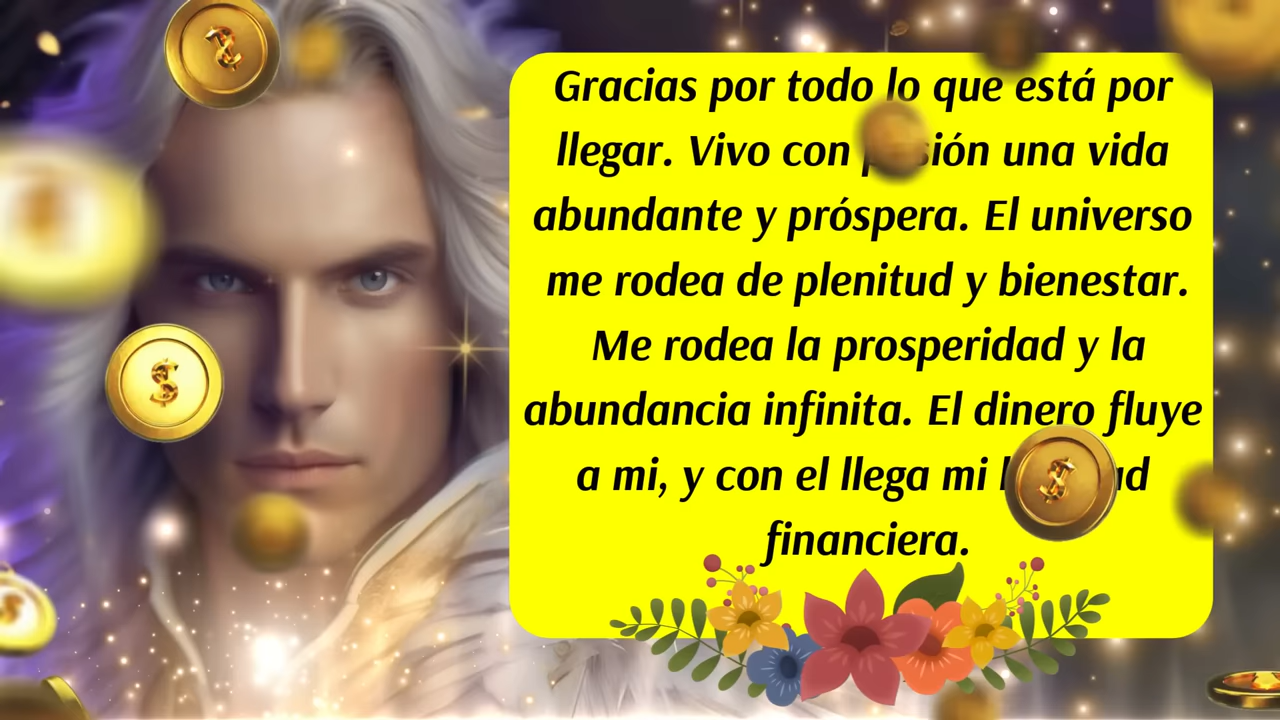 Gracias por todo lo que está por
llegar. Vivo con una vida
abundante y próspera. El universo
me rodea de plenitud y bienestar.
Me rodea la prosperidad y la
abundancia infinita. El dinero fluye
a mi, y con el llega mi
financiera.